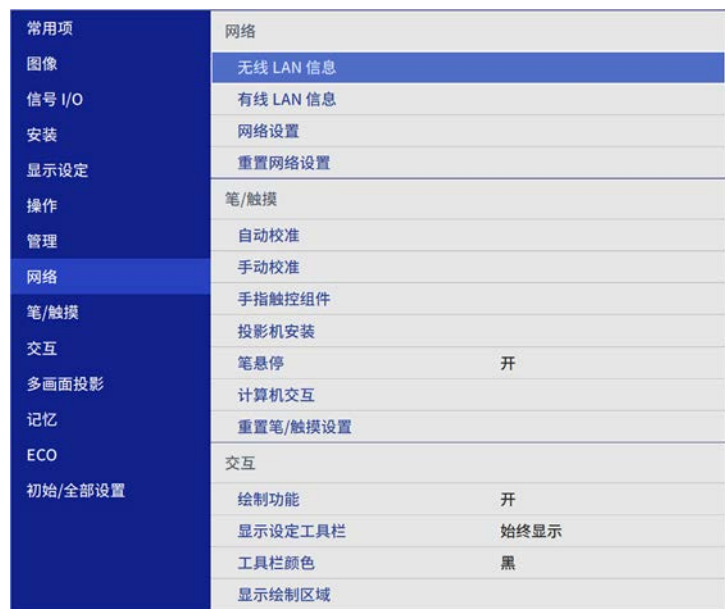 常用项
图像
信号 I/O
安装
显示设定
操作
管理
网络
笔/触摸
交互
多画面投影
记忆
ECO
初始/全部设置
网络
无线 LAN 信息
有线 LAN 信息
网络设置
重置网络设置
笔/触摸
自动校准
手动校准
手指触控组件
投影机安装
笔悬停 开
计算机交互
重置笔/触摸设置
交互
绘制功能 开
显示设定工具栏 始终显示
工具栏颜色 黑
显示绘制区域